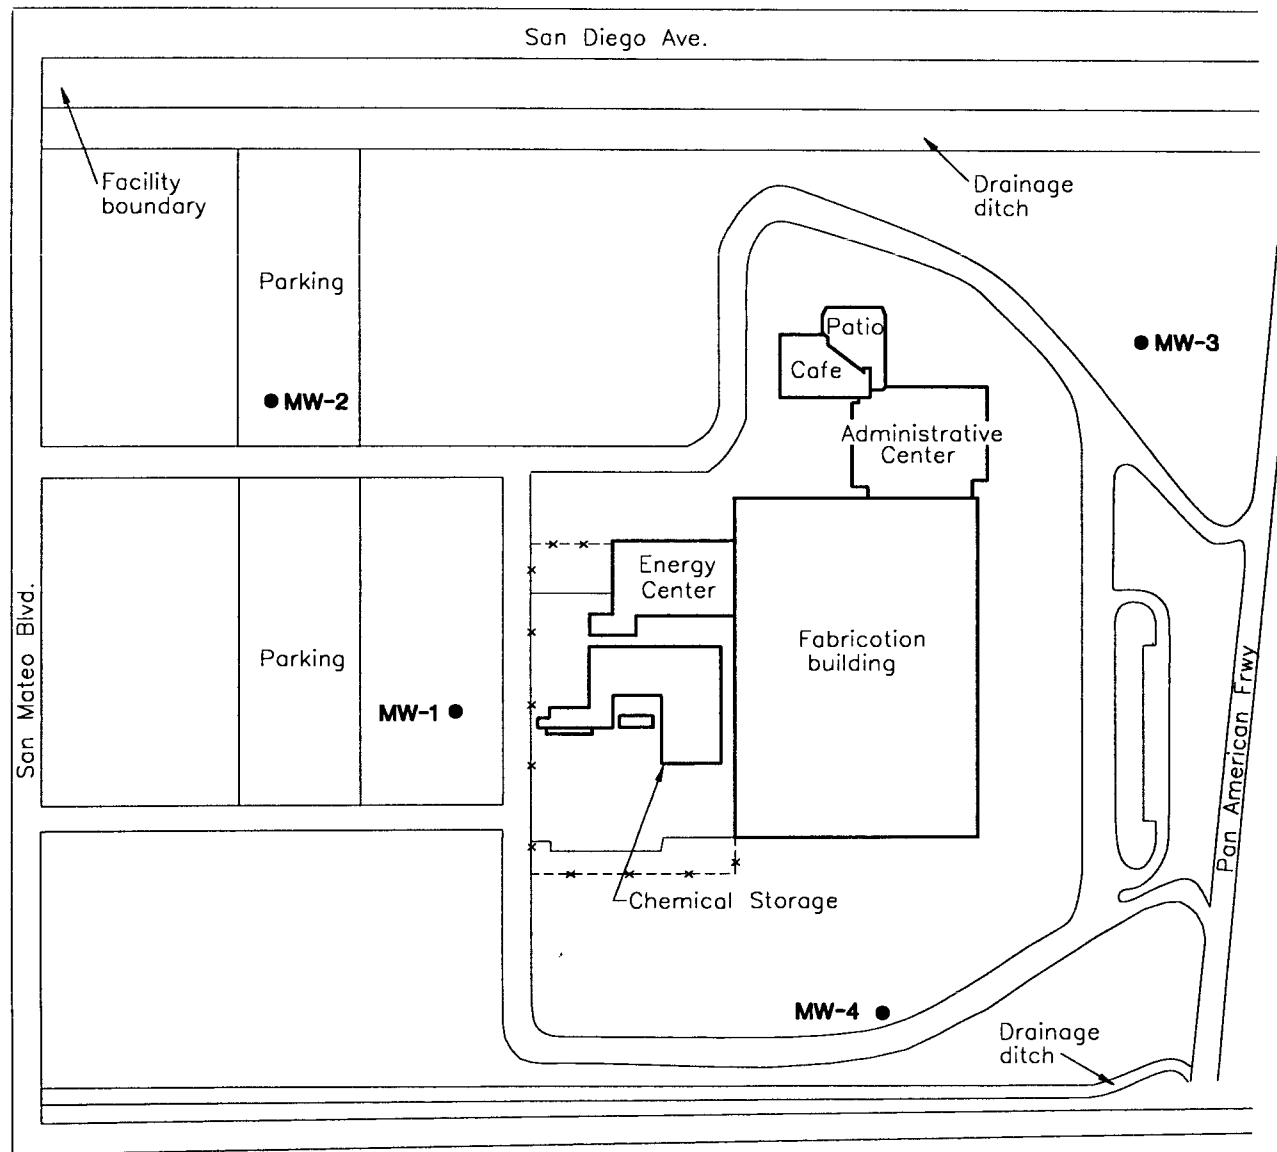 San Diego Ave.
Facility
boundary
Drainage
ditch
Parking
Patio
MW-3
Cafe
MW-2
Administrative
Center
Energy
Center
San Mateo Blvd.
Fabricotion
building
Parking
MW-1
Pan American Frwy
Chemical Storage
MW-4
Drainage
ditch